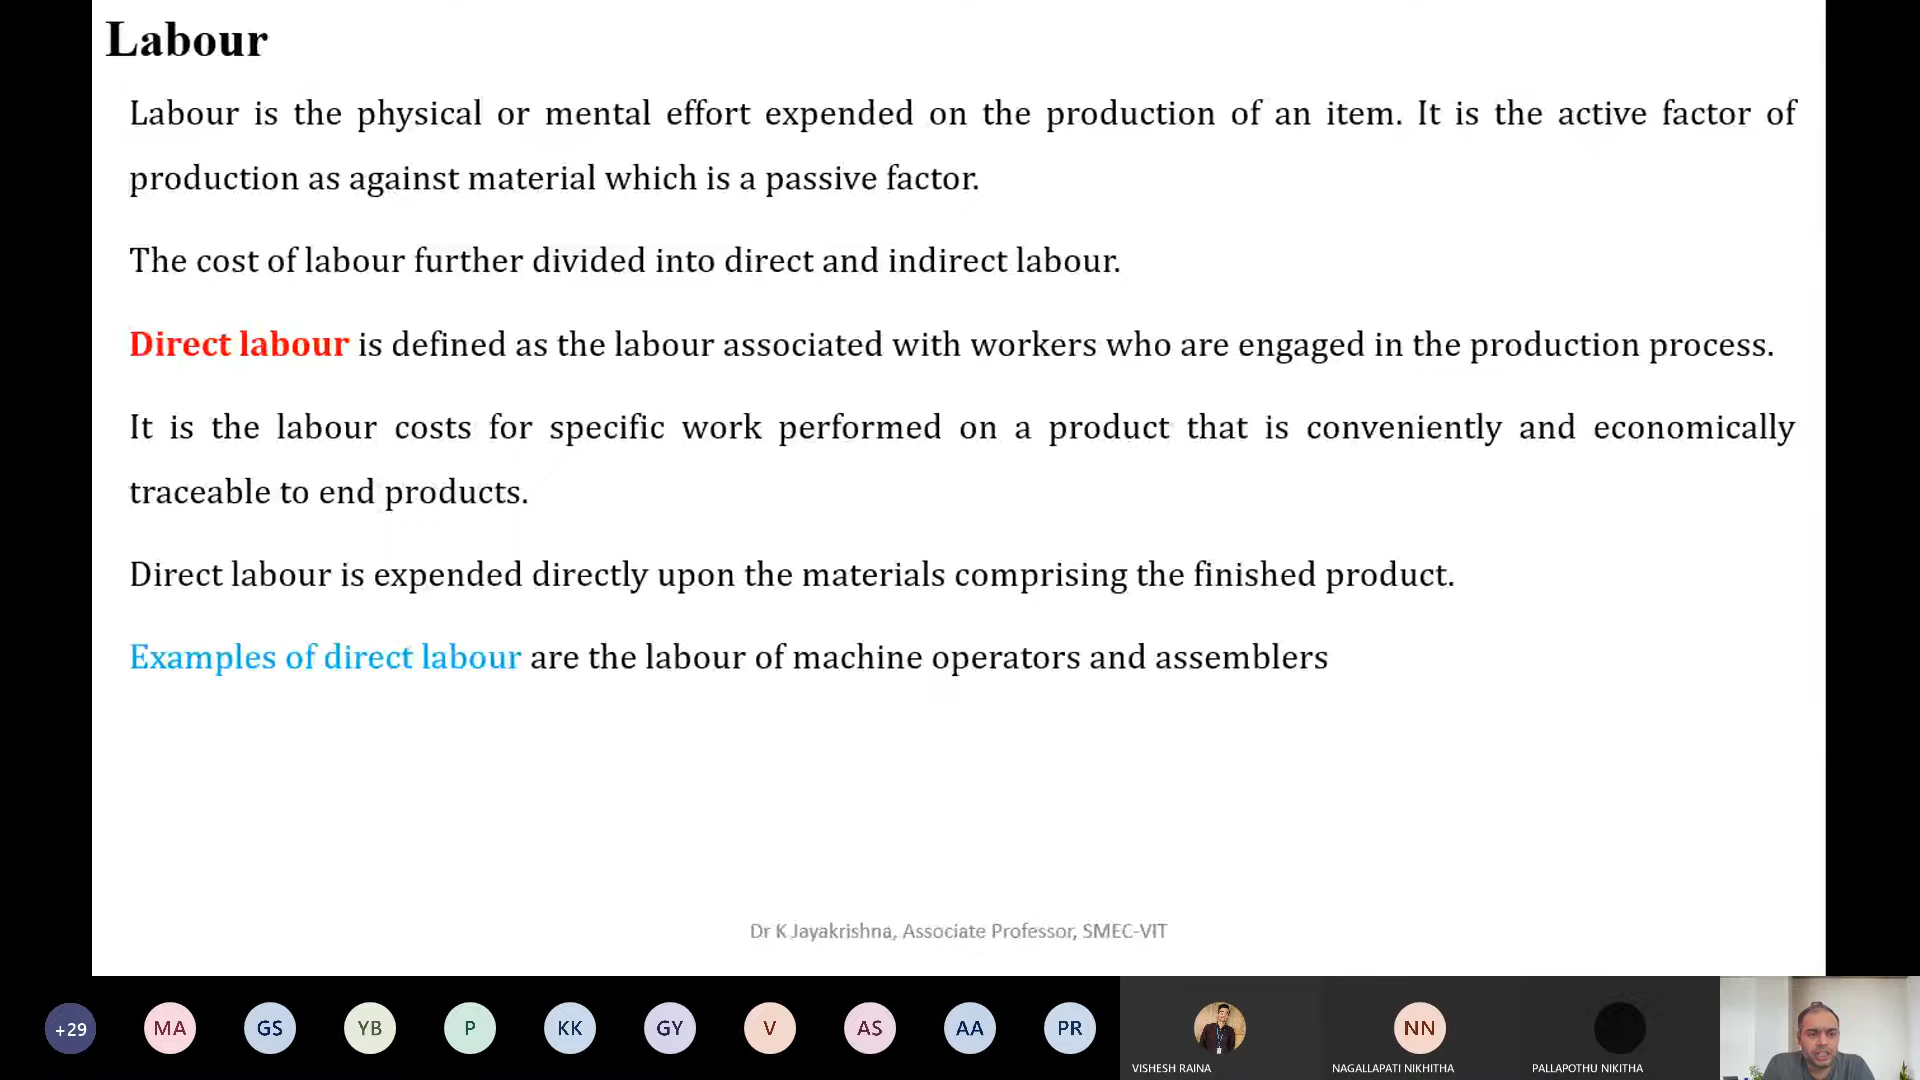 Labour
Labour is the physical or mental effort expended on the production of an item. It is the active factor of
production as against material which is a passive factor.
The cost of labour further divided into direct and indirect labour.
Direct labour is defined as the labour associated with workers who are engaged in the production process.
It is the labour costs for specific work performed on a product that is conveniently and economically
traceable to end products.
Direct labour is expended directly upon the materials comprising the finished product.
Examples of direct labour are the labour of machine operators and assemblers
Dr K Jayakrishna, Associate Professor, SMEC-VIT
+29 MA GS YB P KK GY V AS AA PR NN
VISHESH RAINA NAGALLAPATI NIKHITHA PALLAPOTHU NIKITHA